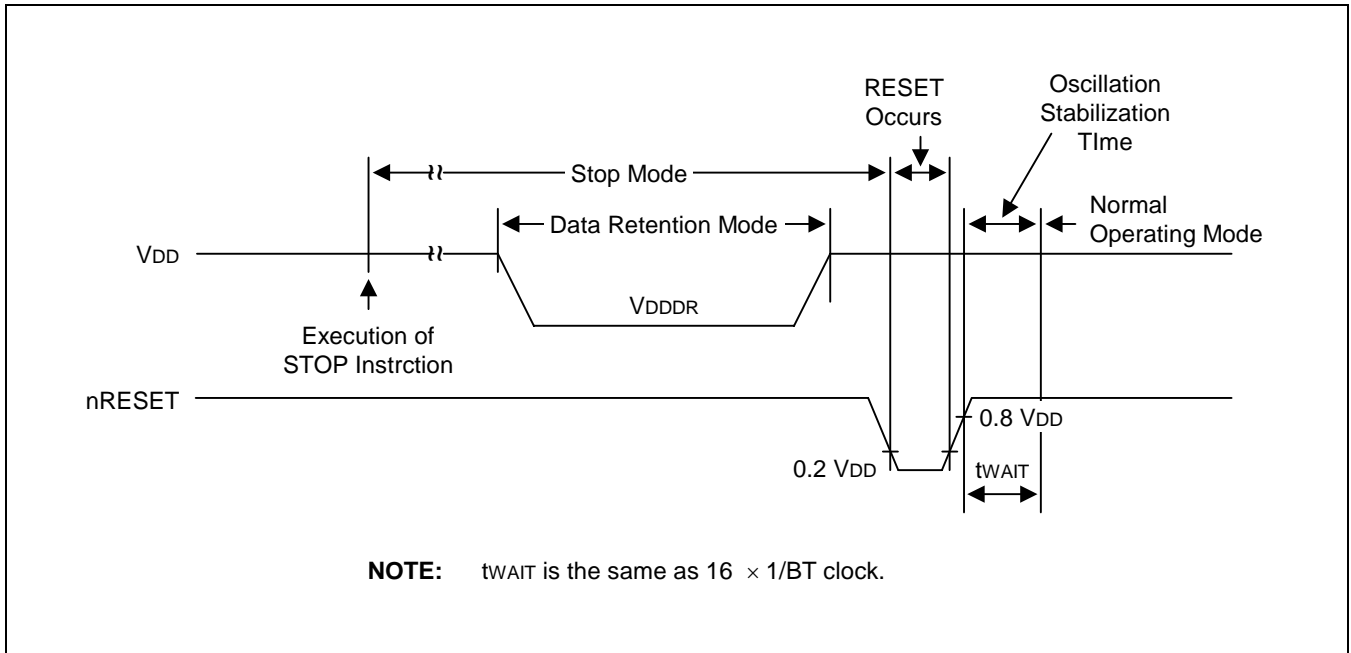 RESET
Occurs
Oscillation
Stabilization
TIme
Stop Mode
Data Retention Mode
Normal
Operating Mode
VDD
VDDDR
Execution of
STOP Instrction
nRESET
0.8 VDD
0.2 VDD
tWAIT
NOTE: tWAIT is the same as 16 × 1/BT clock.